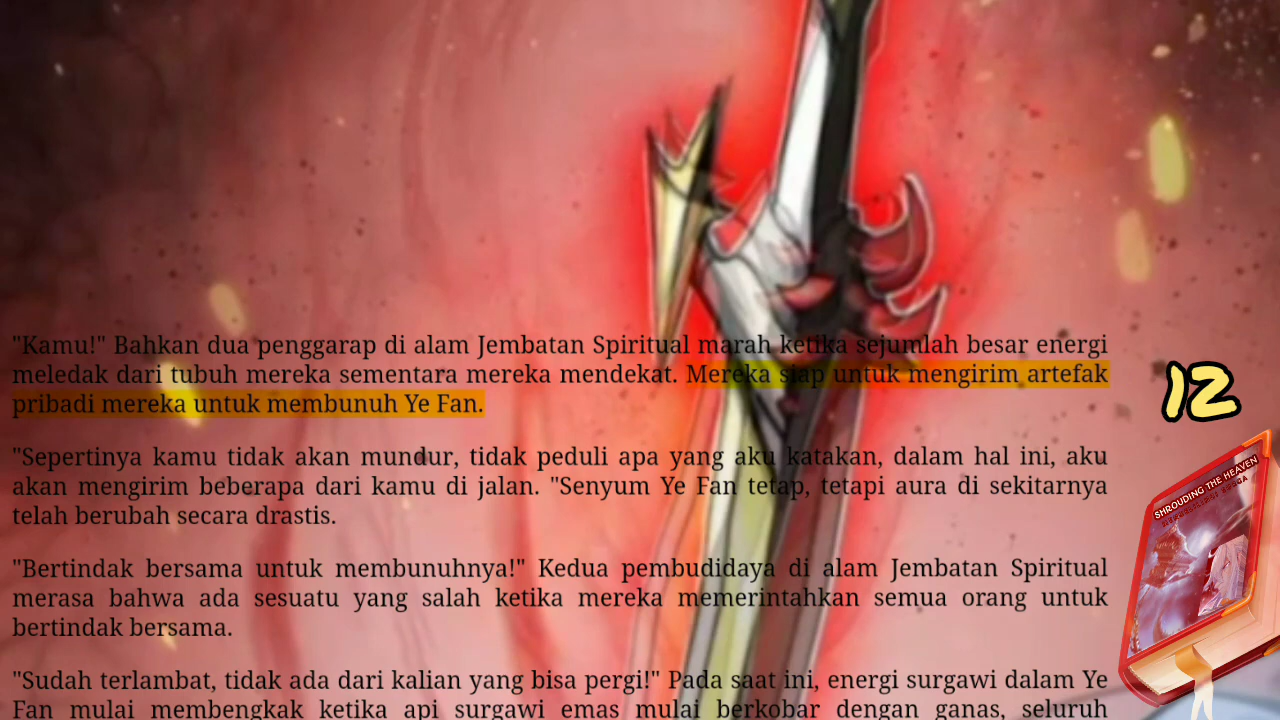 "Kamu!" Bahkan dua penggarap di alam Jembatan Spiritual marah ketika sejumlah besar energi
meledak dari tubuh mereka sementara mereka mendekat. Mereka siap untuk mengirim artefak
pribadi mereka untuk membunuh Ye Fan.
"Sepertinya kamu tidak akan mundur, tidak peduli apa yang aku katakan, dalam hal ini, aku
akan mengirim beberapa dari kamu di jalan. "Senyum Ye Fan tetap, tetapi aura di sekitarnya
telah berubah secara drastis.
"Bertindak bersama untuk membunuhnya!" Kedua pembudidaya di alam Jembatan Spiritual
merasa bahwa ada sesuatu yang salah ketika mereka memerintahkan semua orang untuk
bertindak bersama.
"Sudah terlambat, tidak ada dari kalian yang bisa pergi!" Pada saat ini, energi surgawi dalam Ye
Fan mulai membengkak ketika api surgawi emas mulai berkobar dengan ganas, seluruh
12
SHROUDING THE HEAVEN